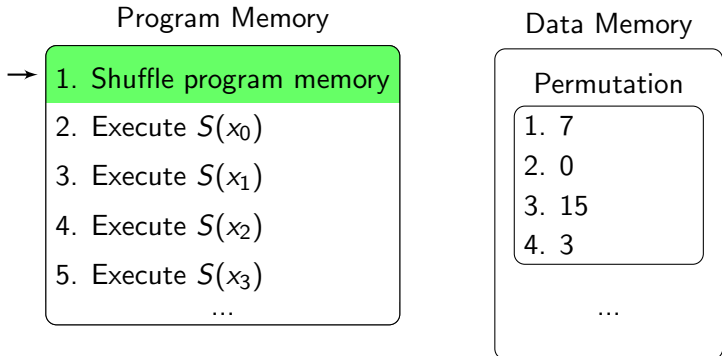 Program Memory
→ 1. Shuffle program memory
2. Execute S(x₀)
3. Execute S(x₁)
4. Execute S(x₂)
5. Execute S(x₃)
...
Data Memory
Permutation
1. 7
2. 0
3. 15
4. 3
...